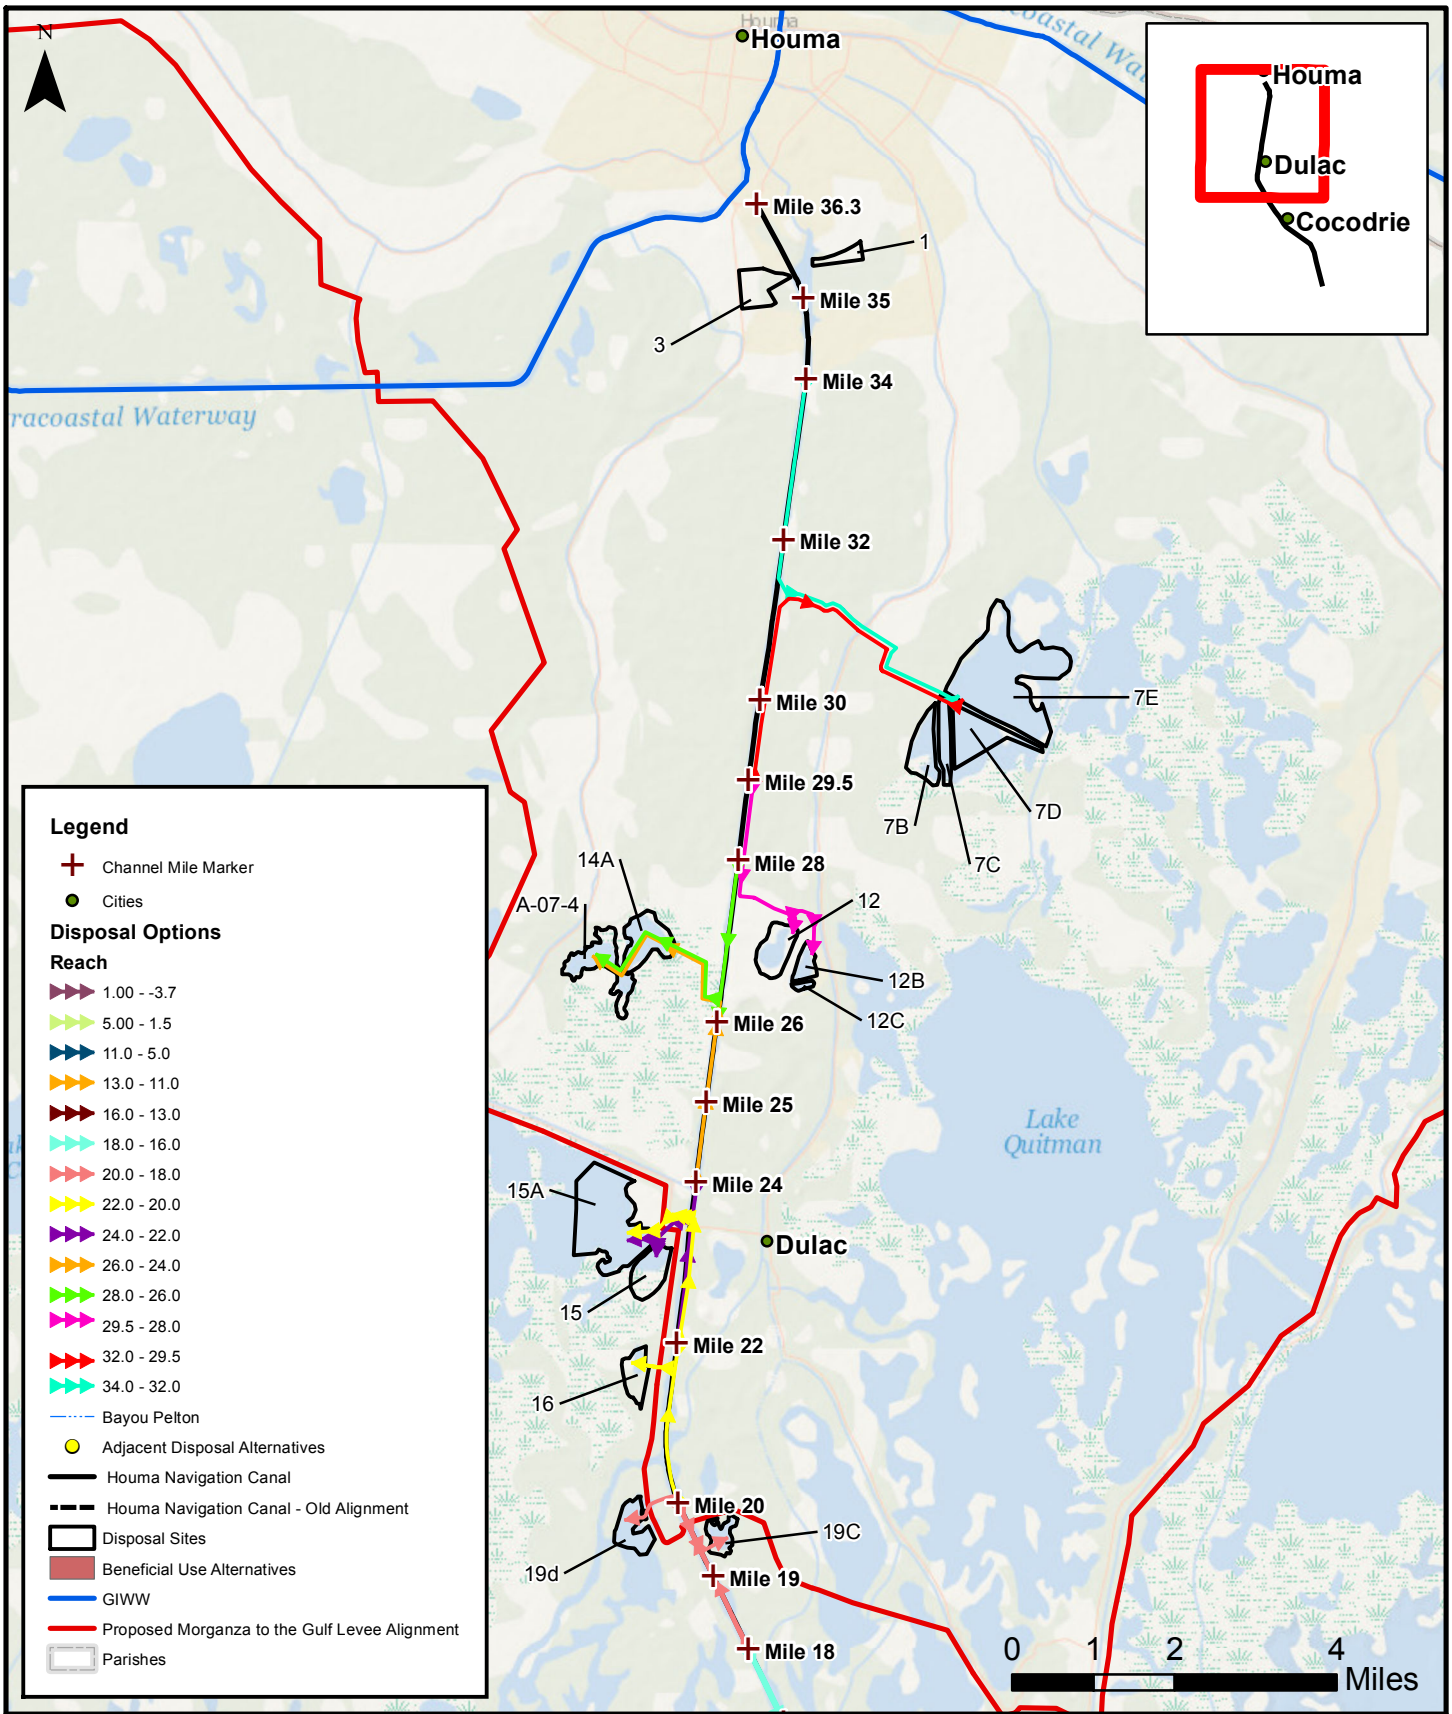 N
Houma
Houma
Houma
Dulac
Cocodrie
Mile 36.3
1
Mile 35
3
Mile 34
racoastal Waterway
Mile 32
7E
Mile 30
Mile 29.5
7D
7B
7C
Mile 28
14A
12
A-07-4
12B
12C
Mile 26
Mile 25
Lake
Quitman
Mile 24
15A
Dulac
15
Mile 22
16
Mile 20
19C
19d
Mile 19
Mile 18
0 1 2 4
Miles
Legend
Channel Mile Marker
Cities
Disposal Options
Reach
1.00 - -3.7
5.00 - 1.5
11.0 - 5.0
13.0 - 11.0
16.0 - 13.0
18.0 - 16.0
20.0 - 18.0
22.0 - 20.0
24.0 - 22.0
26.0 - 24.0
28.0 - 26.0
29.5 - 28.0
32.0 - 29.5
34.0 - 32.0
Bayou Pelton
Adjacent Disposal Alternatives
Houma Navigation Canal
Houma Navigation Canal - Old Alignment
Disposal Sites
Beneficial Use Alternatives
GIWW
Proposed Morganza to the Gulf Levee Alignment
Parishes